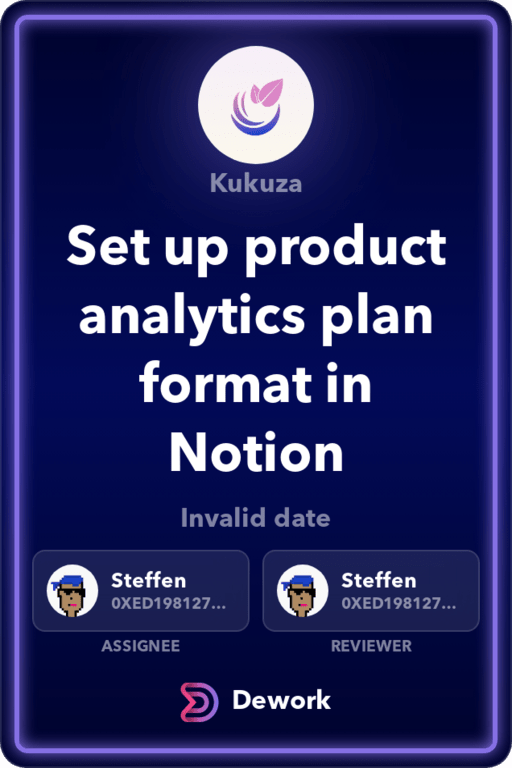 Kukuza
Set up product
analytics plan
format in
Notion
Invalid date
Steffen
0XED198127...
ASSIGNEE
Steffen
0XED198127...
REVIEWER
Dework